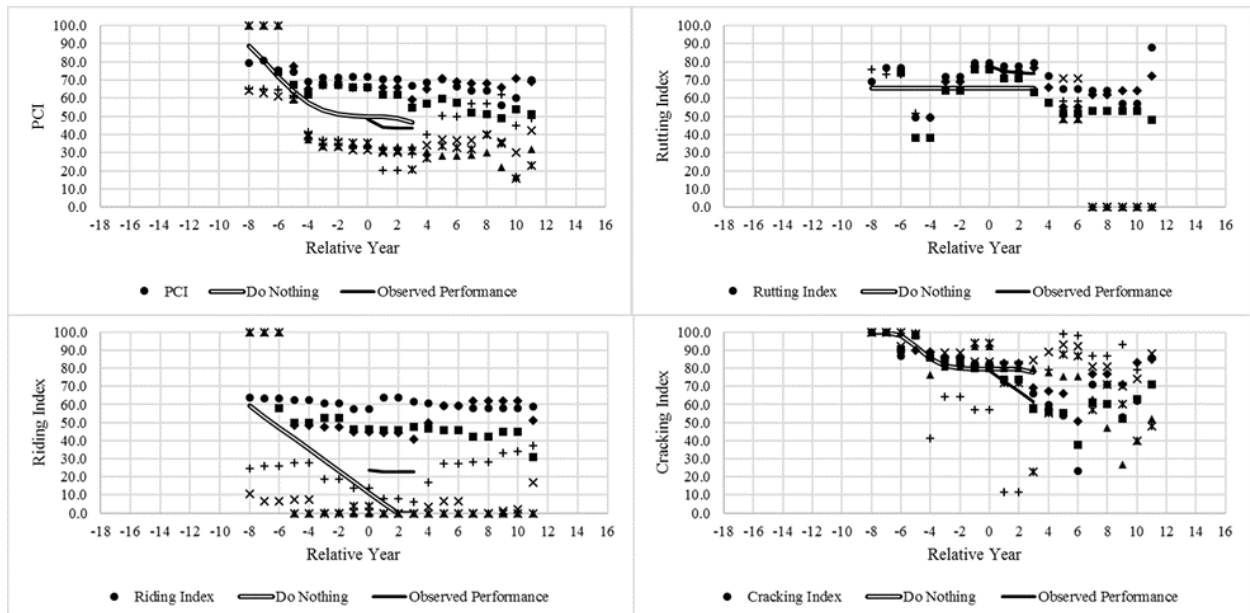 100.0
90.0
80.0
70.0
60.0
50.0
40.0
30.0
20.0
10.0
0.0
PCI
-18 -16 -14 -12 -10 -8 -6 -4 -2 0 2 4 6 8 10 12 14 16
Relative Year
PCI Do Nothing Observed Performance
100.0
90.0
80.0
70.0
60.0
50.0
40.0
30.0
20.0
10.0
0.0
Rutting Index
-18 -16 -14 -12 -10 -8 -6 -4 -2 0 2 4 6 8 10 12 14 16
Relative Year
Rutting Index Do Nothing Observed Performance
100.0
90.0
80.0
70.0
60.0
50.0
40.0
30.0
20.0
10.0
0.0
Riding Index
-18 -16 -14 -12 -10 -8 -6 -4 -2 0 2 4 6 8 10 12 14 16
Relative Year
Riding Index Do Nothing Observed Performance
100.0
90.0
80.0
70.0
60.0
50.0
40.0
30.0
20.0
10.0
0.0
Cracking Index
-18 -16 -14 -12 -10 -8 -6 -4 -2 0 2 4 6 8 10 12 14 16
Relative Year
Cracking Index Do Nothing Observed Performance